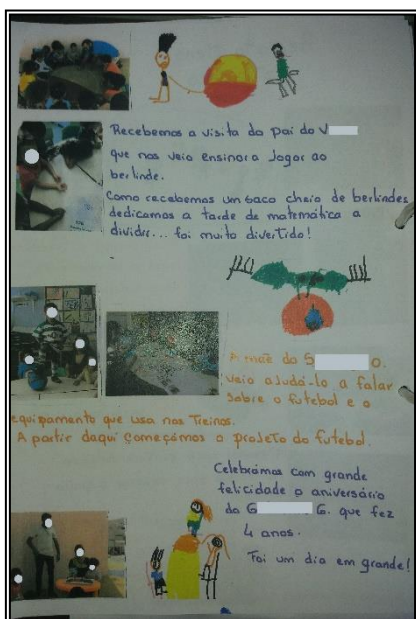 Recebemos a visita do pai do V
que nos veio ensinar a jogar ao
berlinde.
Como recebemos um saco cheio de berlindes
dedicamos a tarde de matemática a
dividir... foi muito divertido!
A mãe do S o.
veio ajudá-lo a falar
sobre o futebol e o
equipamento que usa nos Treinos.
A partir daqui começámos o projeto do futebol.
Celebrámos com grande
felicidade o aniversário
do G G. que fez
4 anos.
Foi um dia em grande!